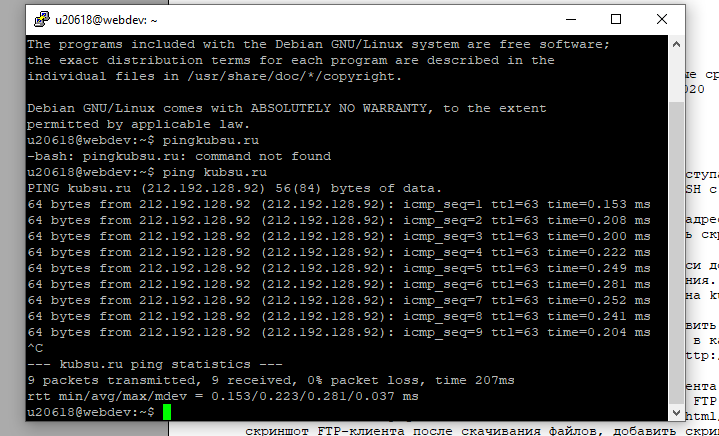 u20618@webdev: ~
The programs included with the Debian GNU/Linux system are free software;
the exact distribution terms for each program are described in the
individual files in /usr/share/doc/*/copyright.
Debian GNU/Linux comes with ABSOLUTELY NO WARRANTY, to the extent
permitted by applicable law.
u20618@webdev:~$ pingkubsu.ru
-bash: pingkubsu.ru: command not found
u20618@webdev:~$ ping kubsu.ru
PING kubsu.ru (212.192.128.92) 56(84) bytes of data.
64 bytes from 212.192.128.92 (212.192.128.92): icmp_seq=1 ttl=63 time=0.153 ms
64 bytes from 212.192.128.92 (212.192.128.92): icmp_seq=2 ttl=63 time=0.208 ms
64 bytes from 212.192.128.92 (212.192.128.92): icmp_seq=3 ttl=63 time=0.200 ms
64 bytes from 212.192.128.92 (212.192.128.92): icmp_seq=4 ttl=63 time=0.222 ms
64 bytes from 212.192.128.92 (212.192.128.92): icmp_seq=5 ttl=63 time=0.249 ms
64 bytes from 212.192.128.92 (212.192.128.92): icmp_seq=6 ttl=63 time=0.281 ms
64 bytes from 212.192.128.92 (212.192.128.92): icmp_seq=7 ttl=63 time=0.252 ms
64 bytes from 212.192.128.92 (212.192.128.92): icmp_seq=8 ttl=63 time=0.241 ms
64 bytes from 212.192.128.92 (212.192.128.92): icmp_seq=9 ttl=63 time=0.204 ms
^C
--- kubsu.ru ping statistics ---
9 packets transmitted, 9 received, 0% packet loss, time 207ms
rtt min/avg/max/mdev = 0.153/0.223/0.281/0.037 ms
u20618@webdev:~$
скриншот FTP-клиента после скачивания файлов, добавить